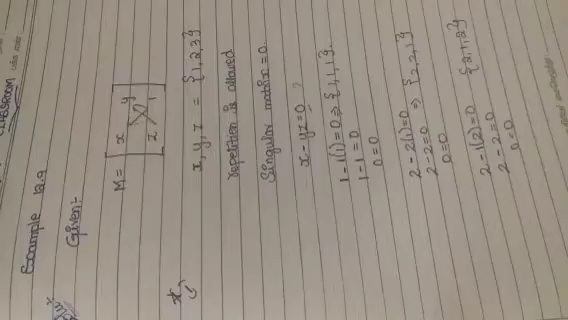 Example 12.9
Given:-
M = [ x y
z 1 ]
x, y, z = {1, 2, 3}
repetition is allowed
Singular matrix = 0.
x - yz = 0 ?
1 - 1(1) = 0 ⇒ {1, 1, 1}.
1 - 1 = 0
0 = 0
2 - 2(1) = 0 ⇒ {2, 2, 1}
2 - 2 = 0
0 = 0
2 - 1(2) = 0 {2, 1, 2}
2 - 2 = 0
0 = 0.